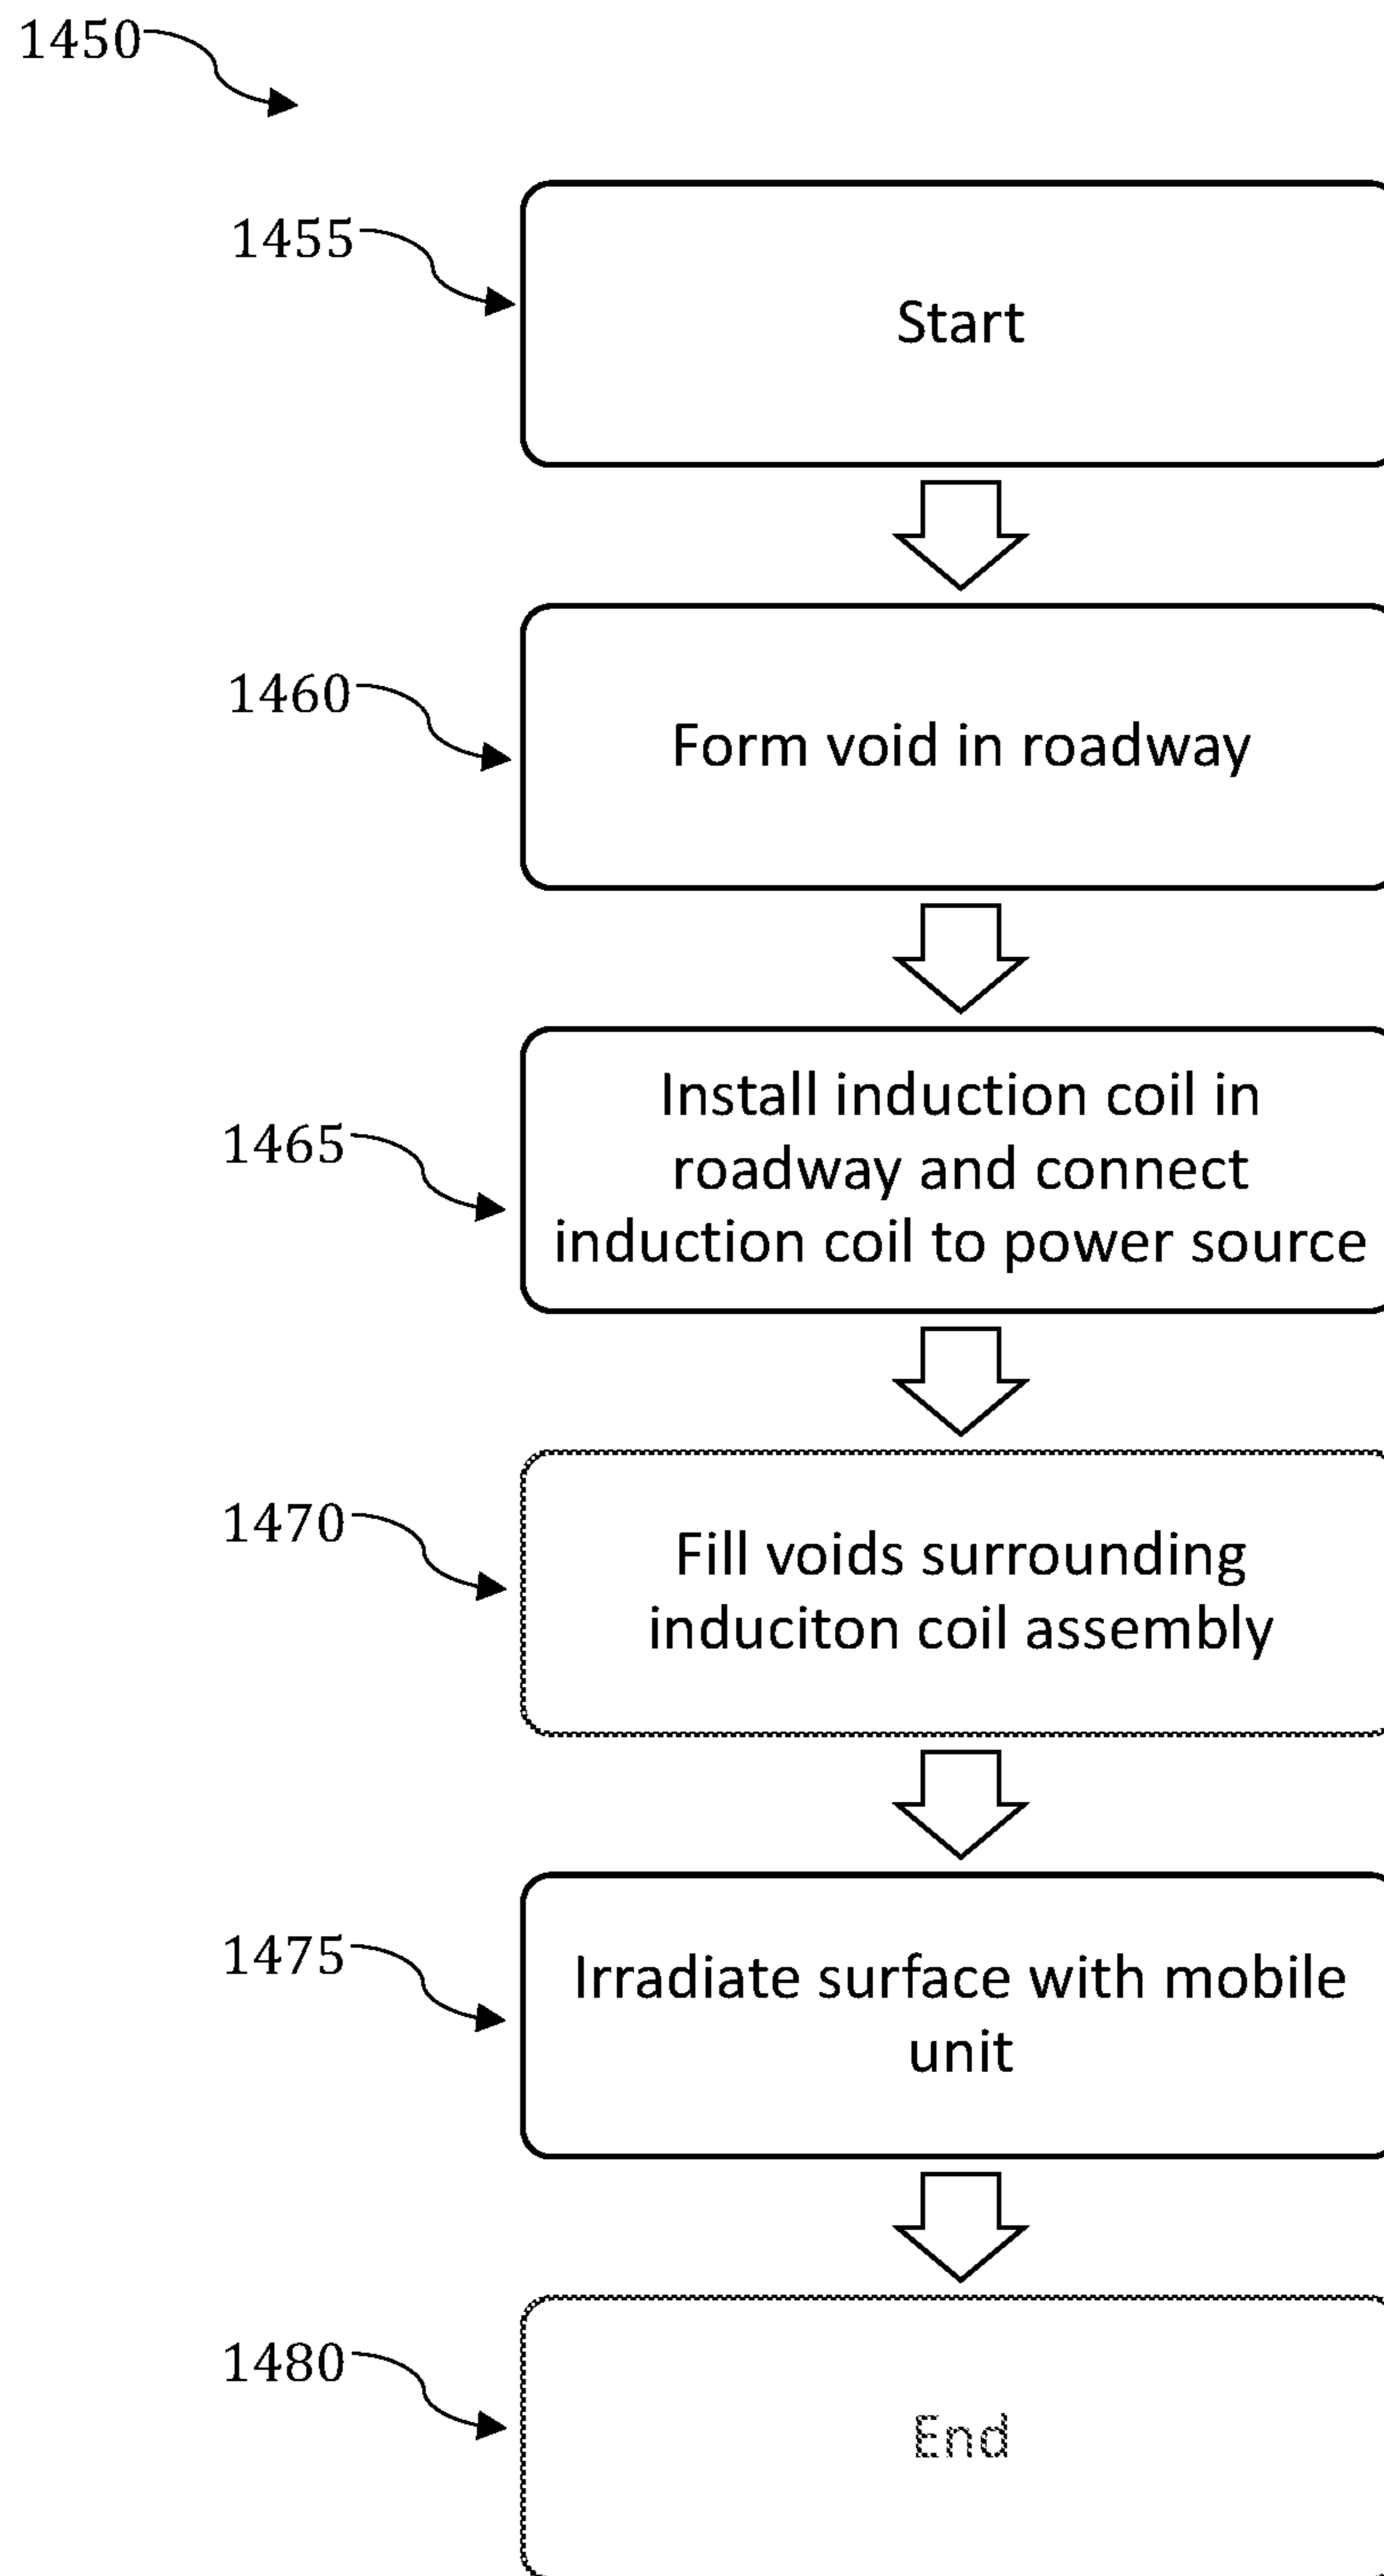 1450
1455
Start
1460
Form void in roadway
1465
Install induction coil in
roadway and connect
induction coil to power source
1470
Fill voids surrounding
induciton coil assembly
1475
Irradiate surface with mobile
unit
1480
End